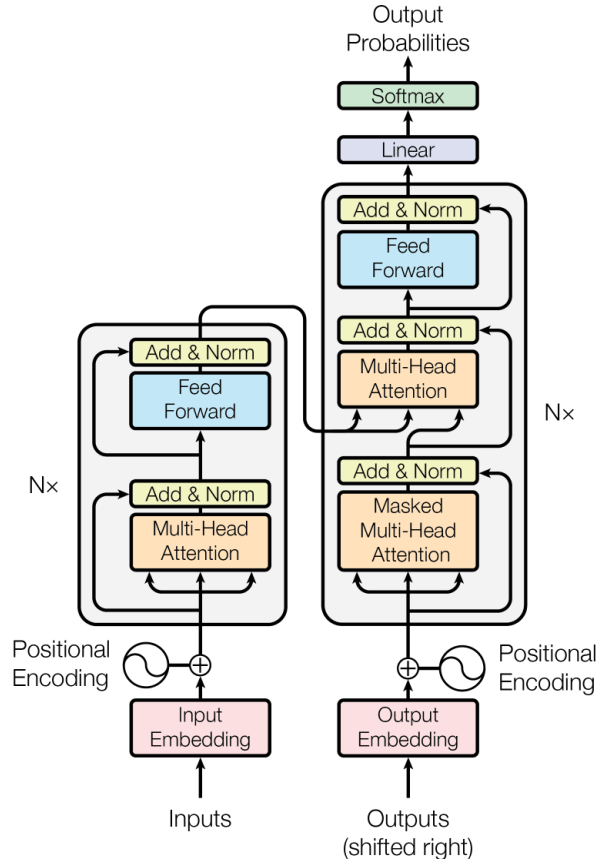 Output
Probabilities
Softmax
Linear
Add & Norm
Feed
Forward
Add & Norm
Multi-Head
Attention
Add & Norm
Masked
Multi-Head
Attention
N×
Add & Norm
Feed
Forward
Add & Norm
Multi-Head
Attention
N×
Positional
Encoding
Positional
Encoding
Input
Embedding
Output
Embedding
Inputs
Outputs
(shifted right)